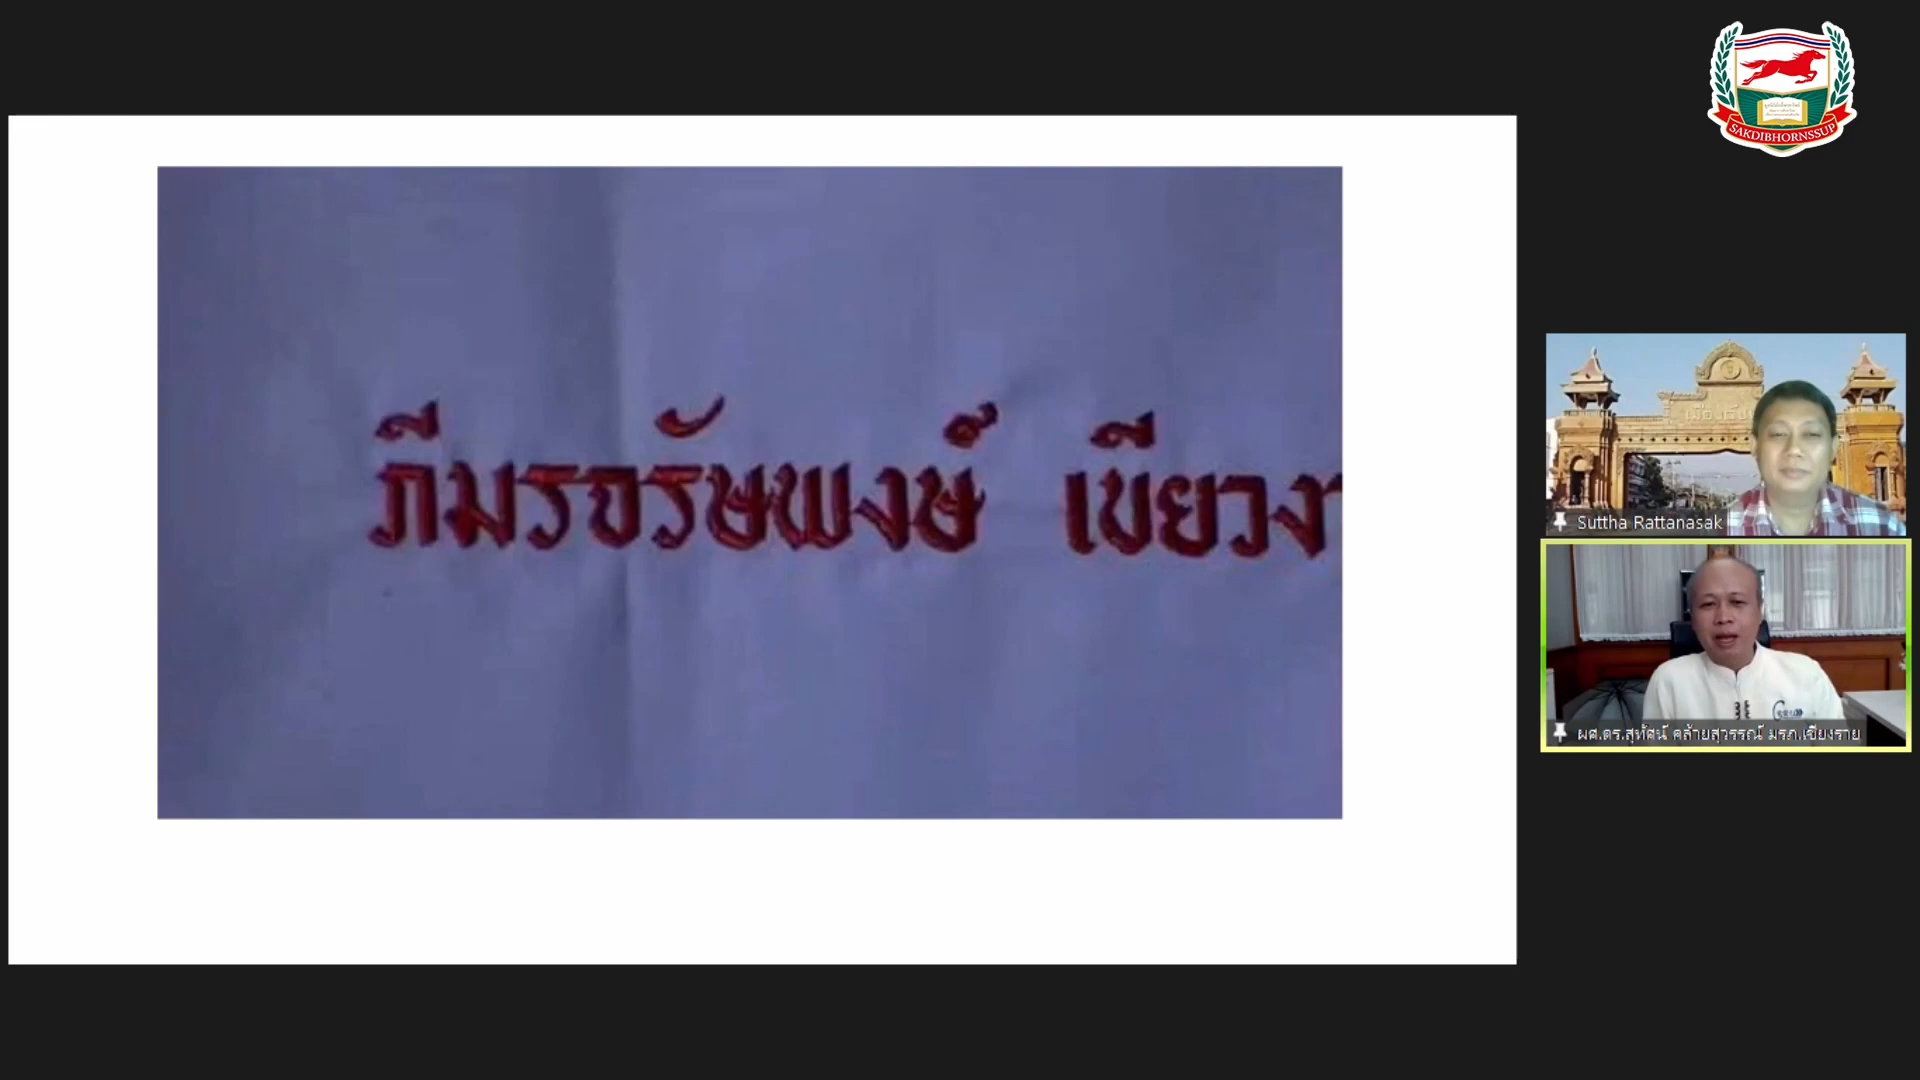 SAKDIBHORNSSUP
ภีมรจรัษพงษ์ เขียวง
Suttha Rattanasak
ผศ.ดร.สุทัศน์ คล้ายสุวรรณ์ มรภ.เชียงราย